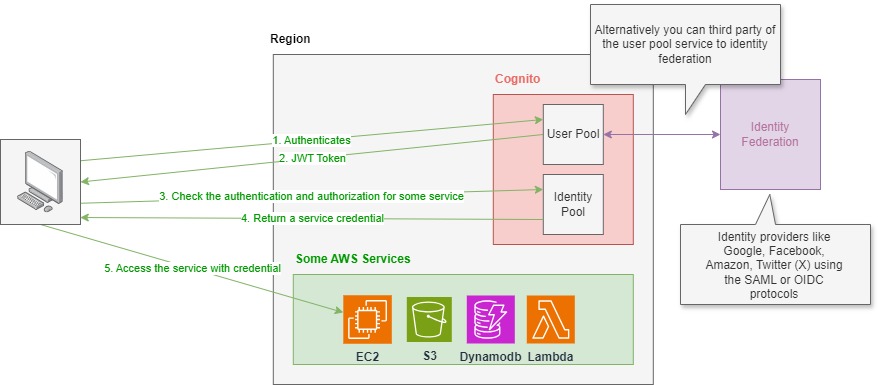 Region
Alternatively you can third party of
the user pool service to identity
federation
Cognito
1. Authenticates
User Pool
Identity
Federation
2. JWT Token
3. Check the authentication and authorization for some service
Identity
Pool
4. Return a service credential
Identity providers like
Google, Facebook,
Amazon, Twitter (X) using
the SAML or OIDC
protocols
Some AWS Services
5. Access the service with credential
EC2
S3
Dynamodb
Lambda